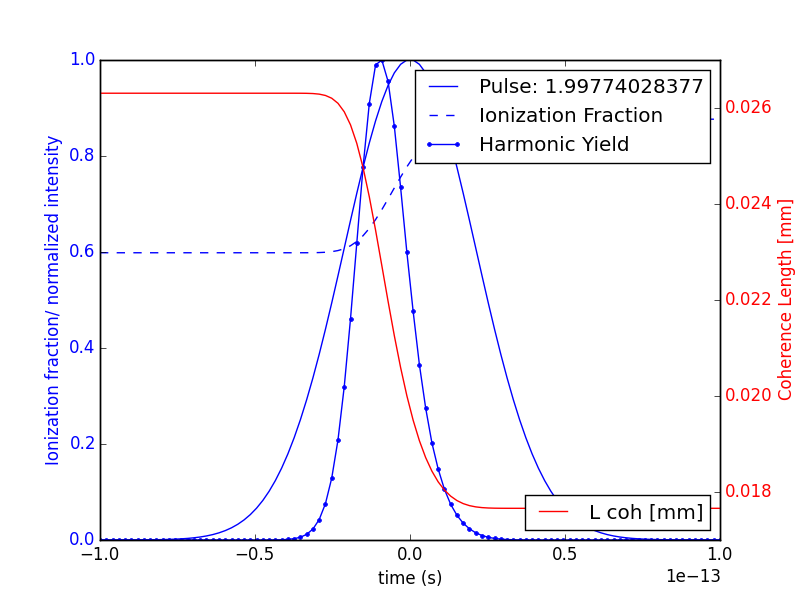 1.0
0.8
0.6
0.4
0.2
0.0
Ionization fraction/ normalized intensity
Pulse: 1.99774028377
Ionization Fraction
Harmonic Yield
L coh [mm]
0.026
0.024
0.022
0.020
0.018
Coherence Length [mm]
−1.0
−0.5
0.0
0.5
1.0
time (s)
1e−13